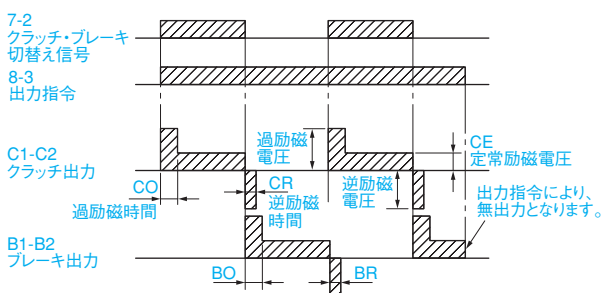 7-2
クラッチ・ブレーキ
切替え信号
8-3
出力指令
C1-C2
クラッチ出力
過励磁
電圧
CE
定常励磁電圧
CO
過励磁時間
CR
逆励磁
時間
逆励磁
電圧
出力指令により、
無出力となります。
B1-B2
ブレーキ出力
BO
BR